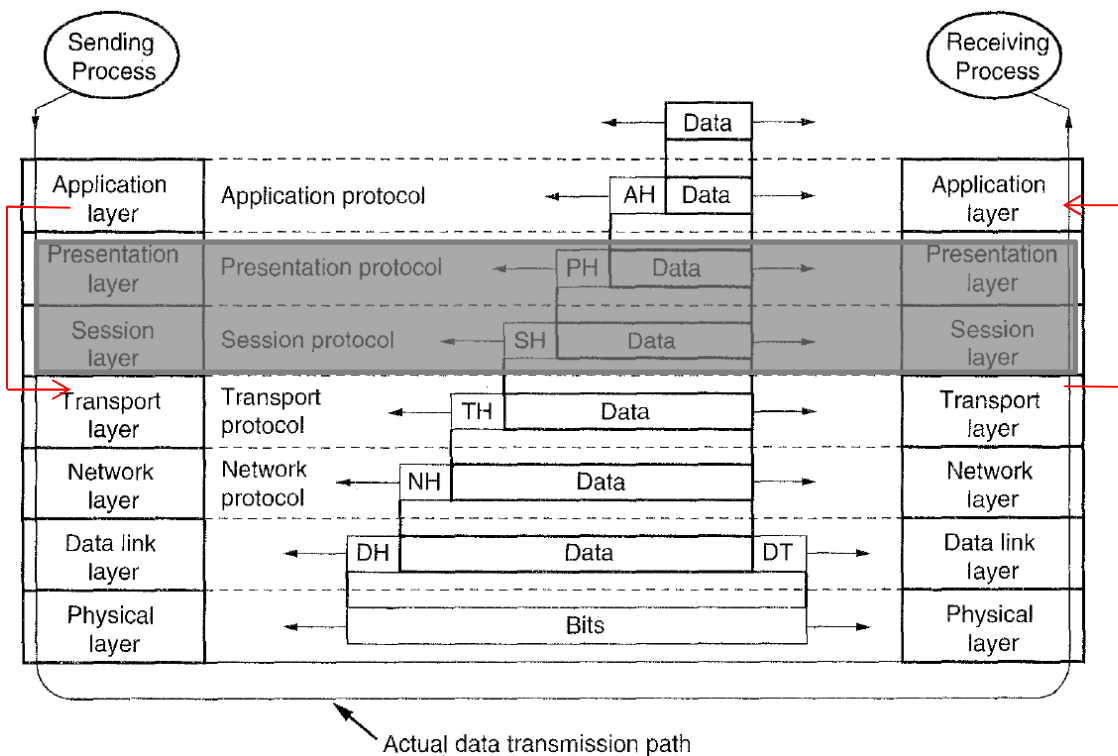 Sending
Process
Receiving
Process
Data
Application
layer
Application protocol
AH
Data
Application
layer
Presentation
layer
Presentation protocol
PH
Data
Presentation
layer
Session
layer
Session protocol
SH
Data
Session
layer
Transport
layer
Transport
protocol
TH
Data
Transport
layer
Network
layer
Network
protocol
NH
Data
Network
layer
Data link
layer
DH
Data
DT
Data link
layer
Physical
layer
Bits
Physical
layer
Actual data transmission path